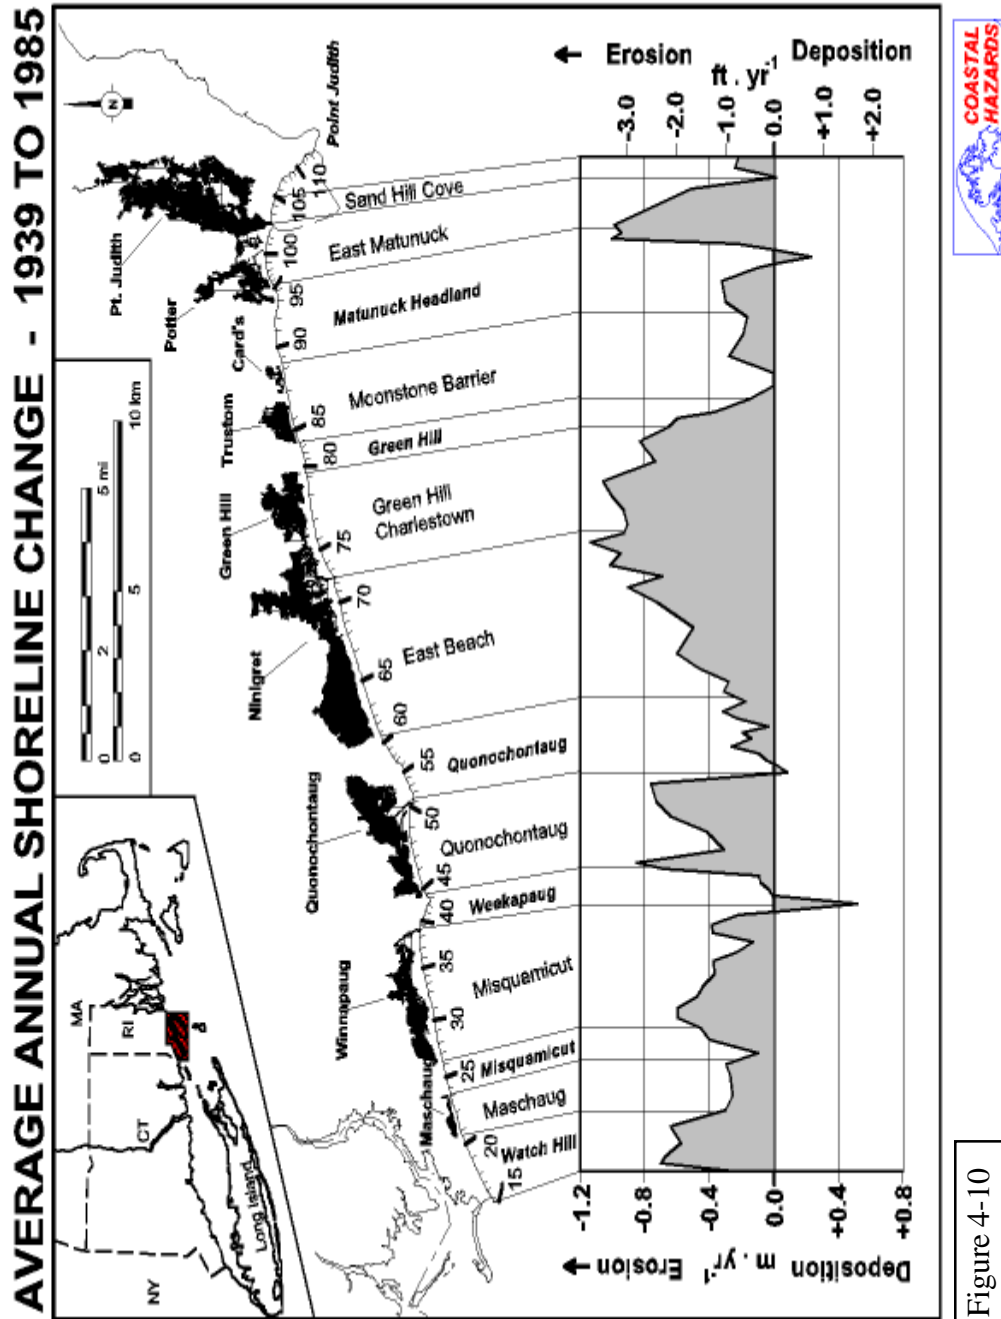 AVERAGE ANNUAL SHORELINE CHANGE - 1939 TO 1985
NY
CT
RI
MA
Long Island
0
2
5 mi
0
5
10 km
N
Maschaug
Winnapaug
Quonochontaug
Ninigret
Green Hill
Trustom
Card's
Potter
Pt. Judith
Point Judith
15
20
25
30
35
40
45
50
55
60
65
70
75
80
85
90
95
100
105
110
Watch Hill
Maschaug
Misquamicut
Misquamicut
Weekapaug
Quonochontaug
Quonochontaug
East Beach
Green Hill
Charlestown
Green Hill
Moonstone Barrier
Matunuck Headland
East Matunuck
Sand Hill Cove
Erosion
Deposition
m . yr-1
-1.2
-0.8
-0.4
0.0
+0.4
+0.8
Erosion
Deposition
ft . yr-1
-3.0
-2.0
-1.0
0.0
+1.0
+2.0
COASTAL
HAZARDS
Figure 4-10